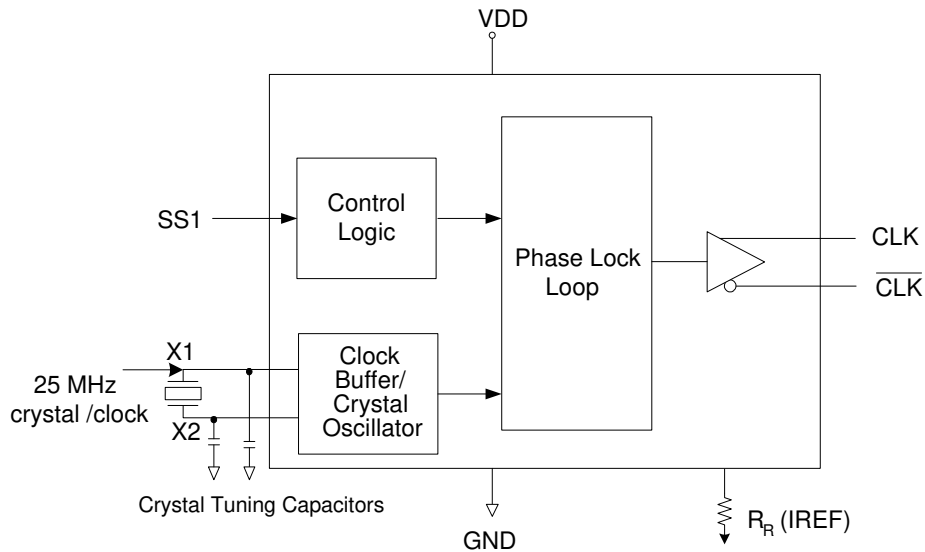 VDD
Control
Logic
SS1
Phase Lock
Loop
CLK
CLK
X1
25 MHz
crystal /clock
X2
Clock
Buffer/
Crystal
Oscillator
Crystal Tuning Capacitors
GND
RR (IREF)